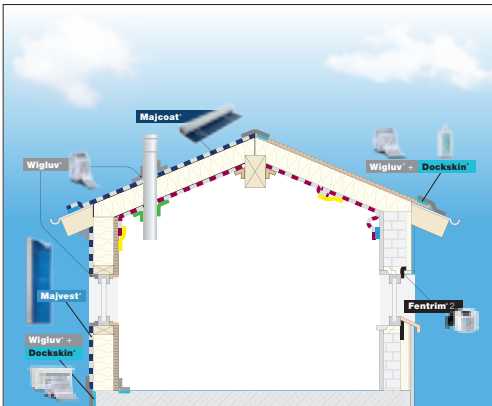 Majcoat°
Wigluv°
Wigluv° + Dockskin°
Majvest°
Fentrim° 2
Wigluv° +
Dockskin°